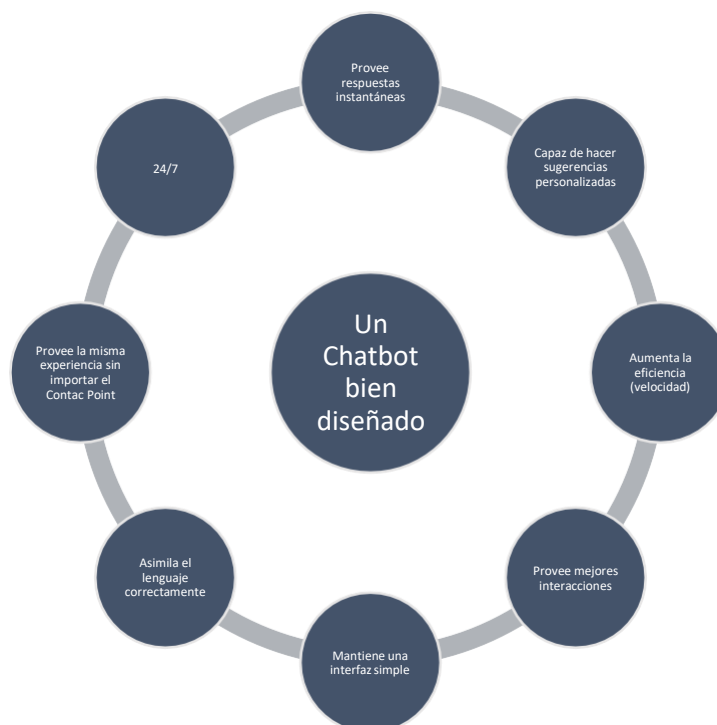 Provee
respuestas
instantáneas
Capaz de hacer
sugerencias
personalizadas
Aumenta la
eficiencia
(velocidad)
Provee mejores
interacciones
Mantiene una
interfaz simple
Asimila el
lenguaje
correctamente
Provee la misma
experiencia sin
importar el
Contac Point
24/7
Un
Chatbot
bien
diseñado